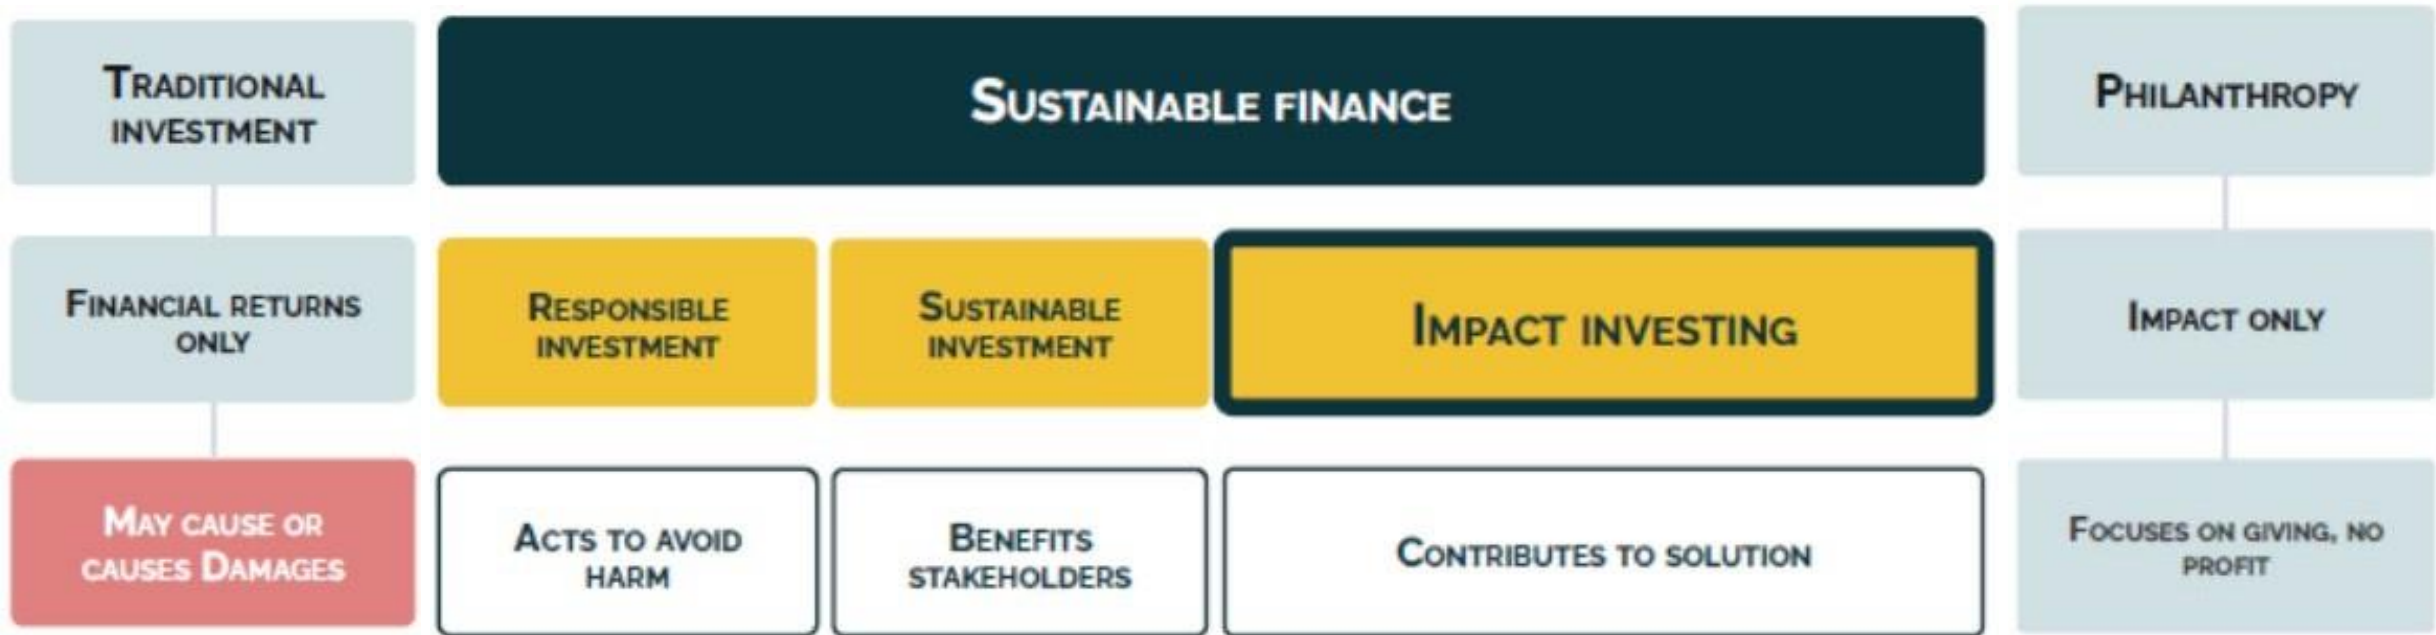 TRADITIONAL
INVESTMENT
SUSTAINABLE FINANCE
PHILANTHROPY
FINANCIAL RETURNS
ONLY
RESPONSIBLE
INVESTMENT
SUSTAINABLE
INVESTMENT
IMPACT INVESTING
IMPACT ONLY
MAY CAUSE OR
CAUSES DAMAGES
ACTS TO AVOID
HARM
BENEFITS
STAKEHOLDERS
CONTRIBUTES TO SOLUTION
FOCUSES ON GIVING, NO
PROFIT